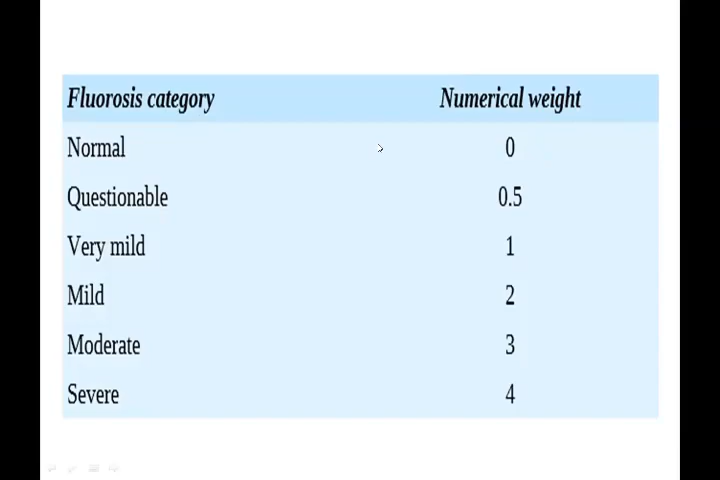 Fluorosis category Numerical weight
Normal 0
Questionable 0.5
Very mild 1
Mild 2
Moderate 3
Severe 4